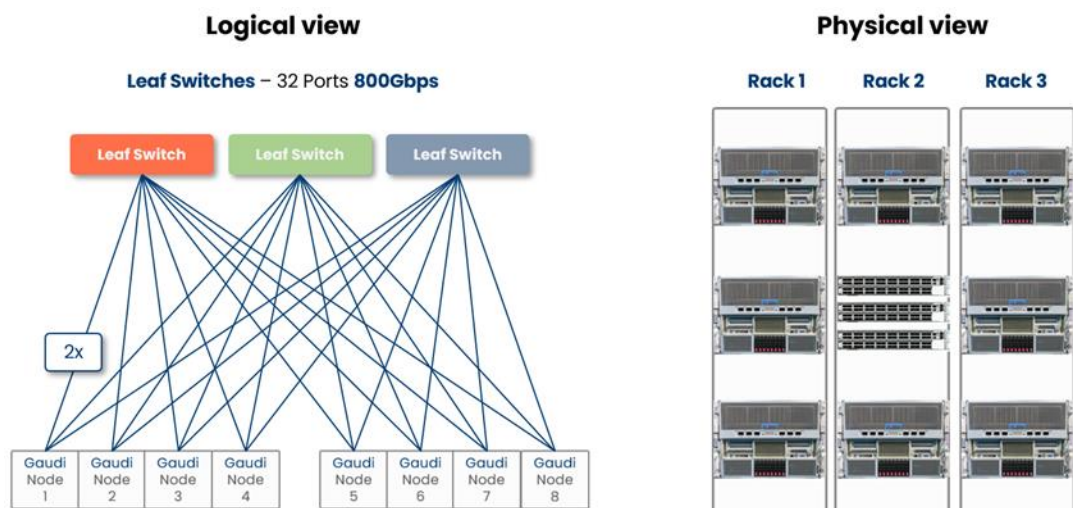 Logical view
Leaf Switches – 32 Ports 800Gbps
Leaf Switch
Leaf Switch
Leaf Switch
2x
Gaudi
Node
1
Gaudi
Node
2
Gaudi
Node
3
Gaudi
Node
4
Gaudi
Node
5
Gaudi
Node
6
Gaudi
Node
7
Gaudi
Node
8
Physical view
Rack 1
Rack 2
Rack 3